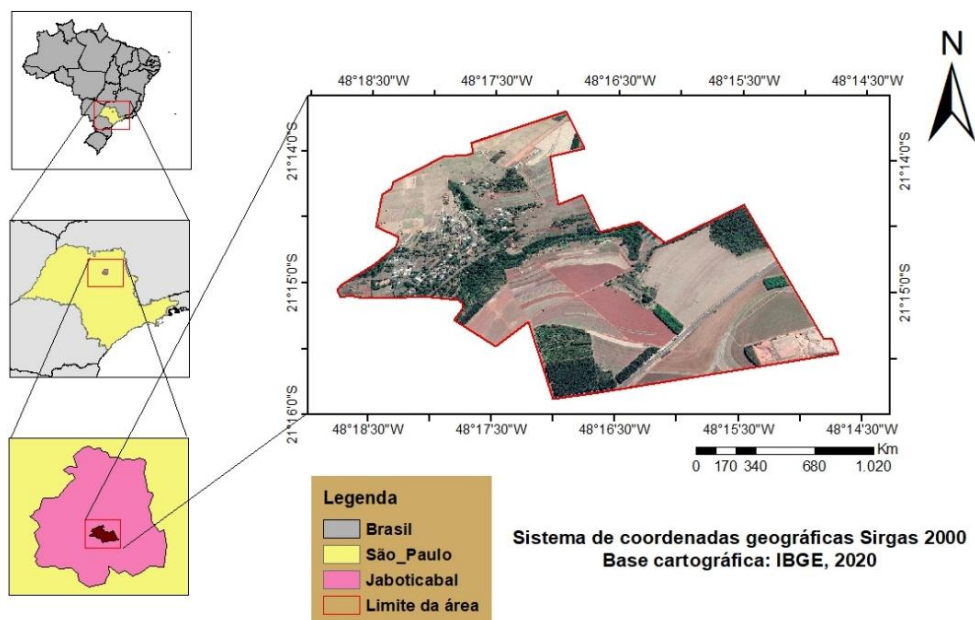 N
48°18'30"W 48°17'30"W 48°16'30"W 48°15'30"W 48°14'30"W
21°14'0"S
21°15'0"S
21°16'0"S
21°14'0"S
21°15'0"S
48°18'30"W 48°17'30"W 48°16'30"W 48°15'30"W 48°14'30"W
Km
0 170 340 680 1.020
Legenda
Brasil
São_Paulo
Jaboticabal
Limite da área
Sistema de coordenadas geográficas Sirgas 2000
Base cartográfica: IBGE, 2020